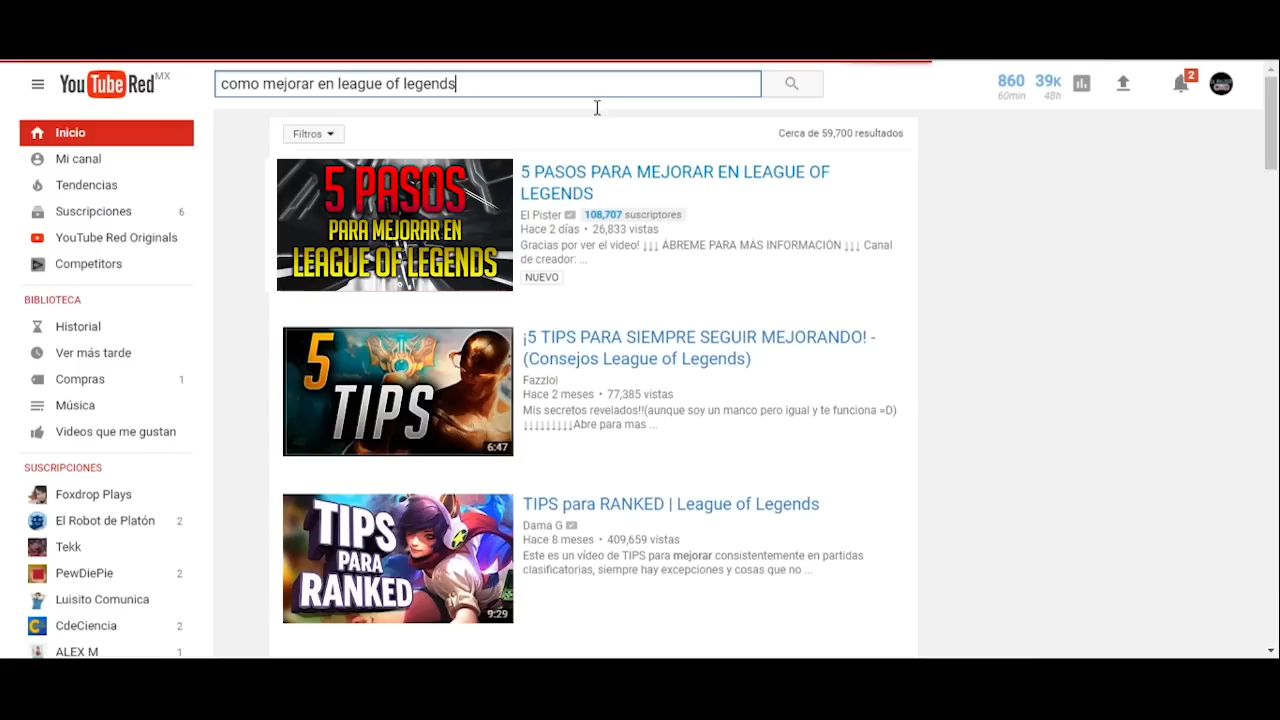 YouTube Red MX
como mejorar en league of legends
860
60min
39K
48h
2
Inicio
Mi canal
Tendencias
Suscripciones 6
YouTube Red Originals
Competitors
BIBLIOTECA
Historial
Ver más tarde
Compras 1
Música
Videos que me gustan
SUSCRIPCIONES
Foxdrop Plays
El Robot de Platón 2
Tekk
PewDiePie 2
Luisito Comunica
CdeCiencia 2
ALEX M 1
Filtros
Cerca de 59,700 resultados
5 PASOS
PARA MEJORAR EN
LEAGUE OF LEGENDS
5 PASOS PARA MEJORAR EN LEAGUE OF
LEGENDS
El Pister 108,707 suscriptores
Hace 2 días • 26,833 vistas
Gracias por ver el video! ↓↓↓ ÁBREME PARA MÁS INFORMACIÓN ↓↓↓ Canal
de creador: ...
NUEVO
5
TIPS
6:47
¡5 TIPS PARA SIEMPRE SEGUIR MEJORANDO! -
(Consejos League of Legends)
Fazzlol
Hace 2 meses • 77,385 vistas
Mis secretos revelados!!(aunque soy un manco pero igual y te funciona =D)
↓↓↓↓↓↓↓↓↓Abre para mas ...
TIPS
PARA
RANKED
9:29
TIPS para RANKED | League of Legends
Dama G
Hace 8 meses • 409,659 vistas
Este es un vídeo de TIPS para mejorar consistentemente en partidas
clasificatorias, siempre hay excepciones y cosas que no ...